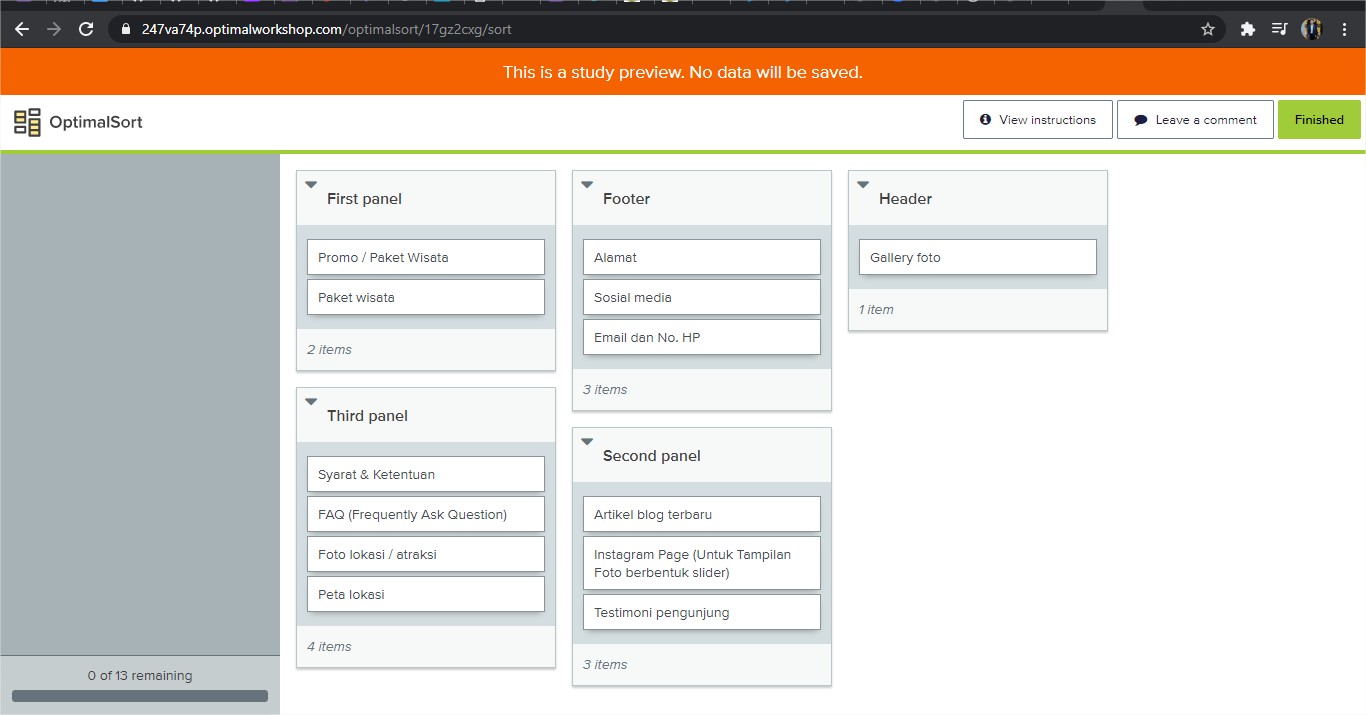 247va74p.optimalworkshop.com/optimalsort/17gz2cxg/sort
This is a study preview. No data will be saved.
OptimalSort
View instructions
Leave a comment
Finished
First panel
Promo / Paket Wisata
Paket wisata
2 items
Third panel
Syarat & Ketentuan
FAQ (Frequently Ask Question)
Foto lokasi / atraksi
Peta lokasi
4 items
Footer
Alamat
Sosial media
Email dan No. HP
3 items
Second panel
Artikel blog terbaru
Instagram Page (Untuk Tampilan
Foto berbentuk slider)
Testimoni pengunjung
3 items
Header
Gallery foto
1 item
0 of 13 remaining